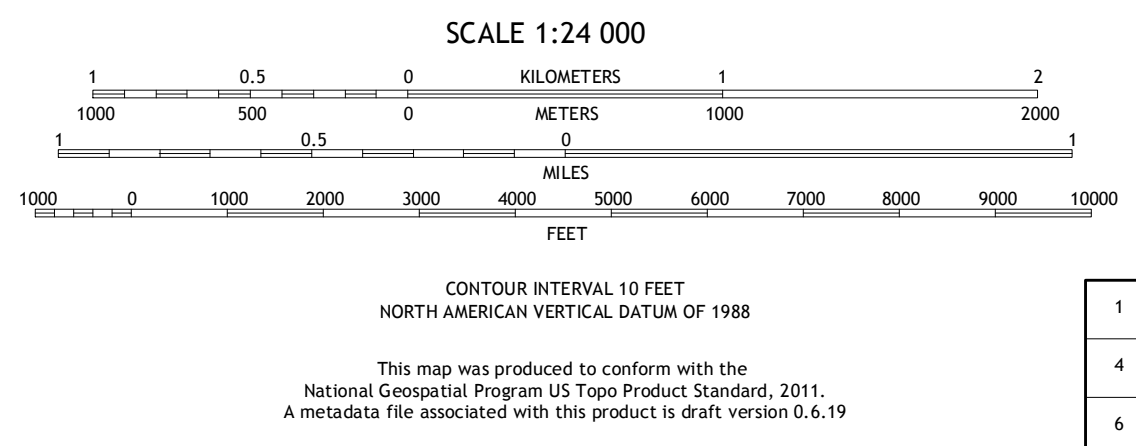 SCALE 1:24 000
1 0.5 0 KILOMETERS 1 2
1000 500 0 METERS 1000 2000
1 0.5 0 1
MILES
1000 0 1000 2000 3000 4000 5000 6000 7000 8000 9000 10000
FEET
CONTOUR INTERVAL 10 FEET
NORTH AMERICAN VERTICAL DATUM OF 1988
This map was produced to conform with the
National Geospatial Program US Topo Product Standard, 2011.
A metadata file associated with this product is draft version 0.6.19
1
4
6